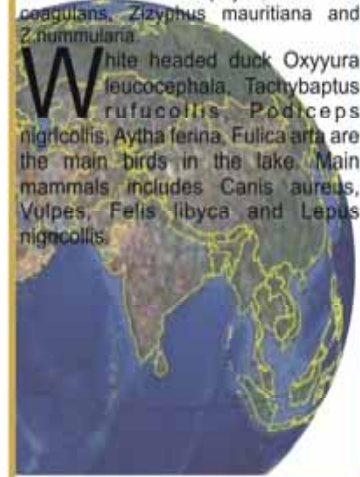 coagulans, Zizyphus mauritiana and
Z.nummularia.
White headed duck Oxyyura
leucocephala, Tachybaptus
rufucollis, Podiceps
nigricollis, Aytha ferina, Fulica arta are
the main birds in the lake. Main
mammals includes Canis aureus,
Vulpes, Felis libyca and Lepus
nigricollis.